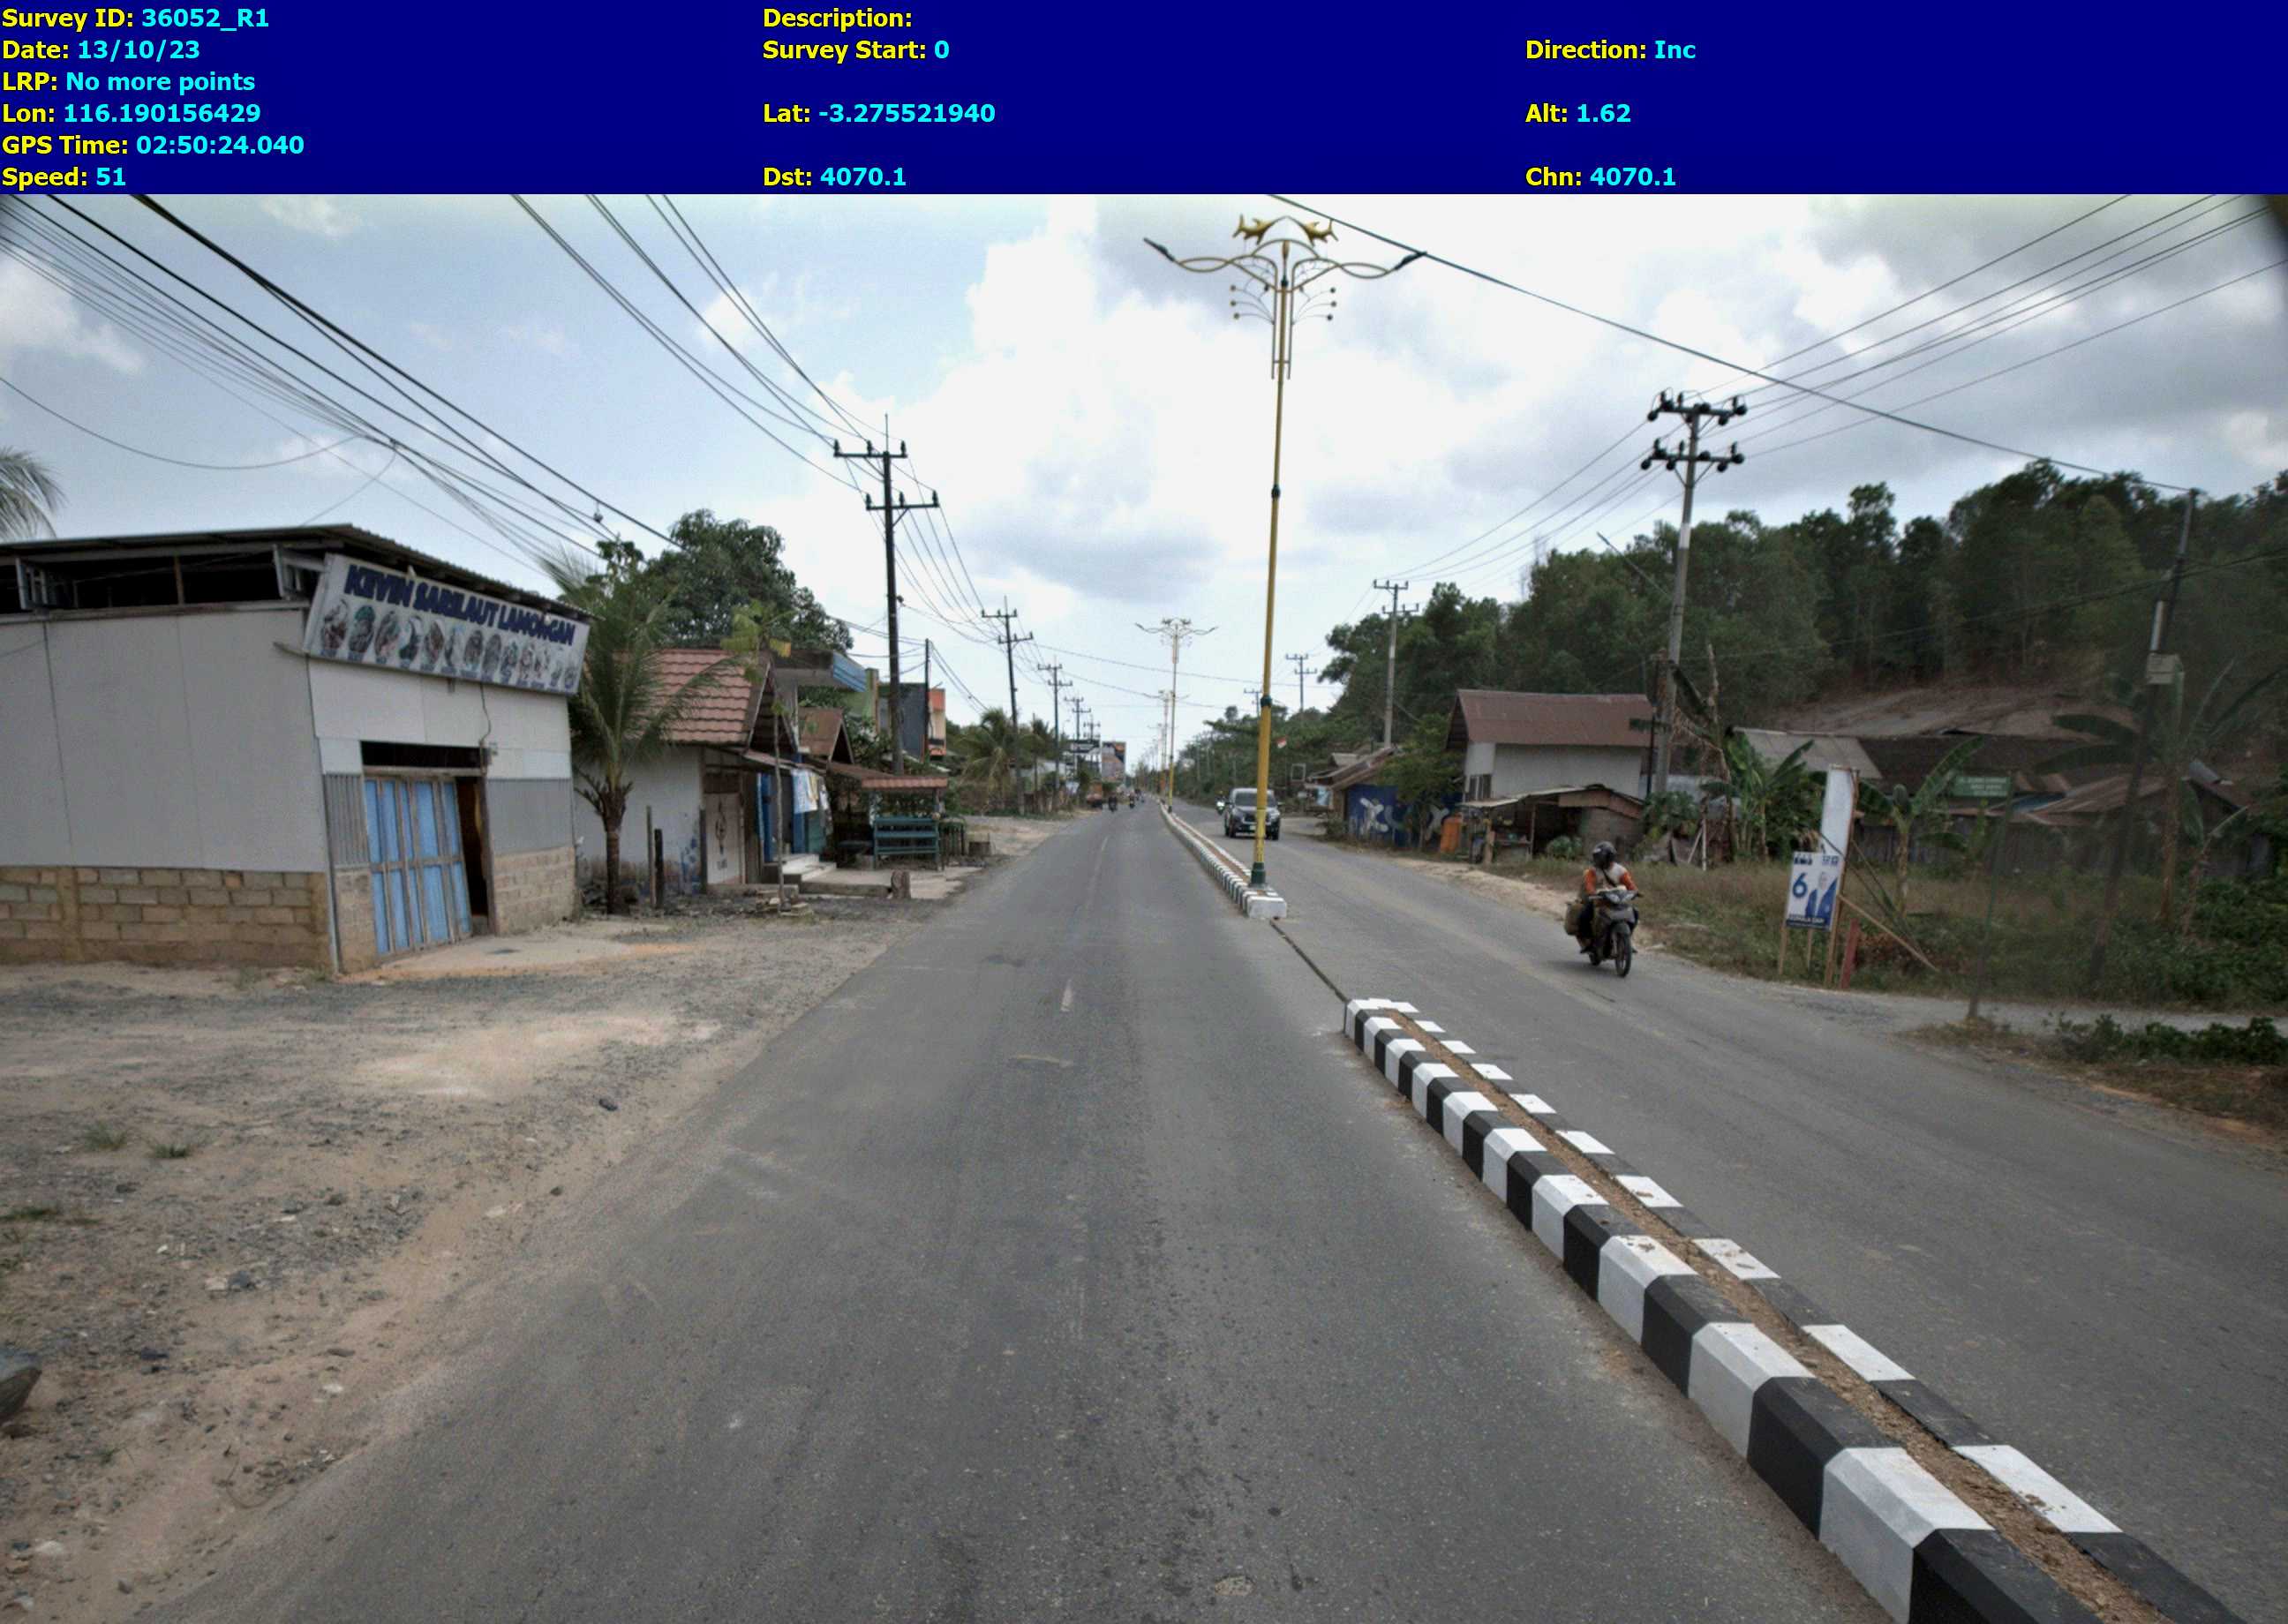 Survey ID: 36052_R1
Description:
Date: 13/10/23
Survey Start: 0
Direction: Inc
LRP: No more points
Lon: 116.190156429
Lat: -3.275521940
Alt: 1.62
GPS Time: 02:50:24.040
Speed: 51
Dst: 4070.1
Chn: 4070.1
KEVIN SARILAUT LAMONGAN
6